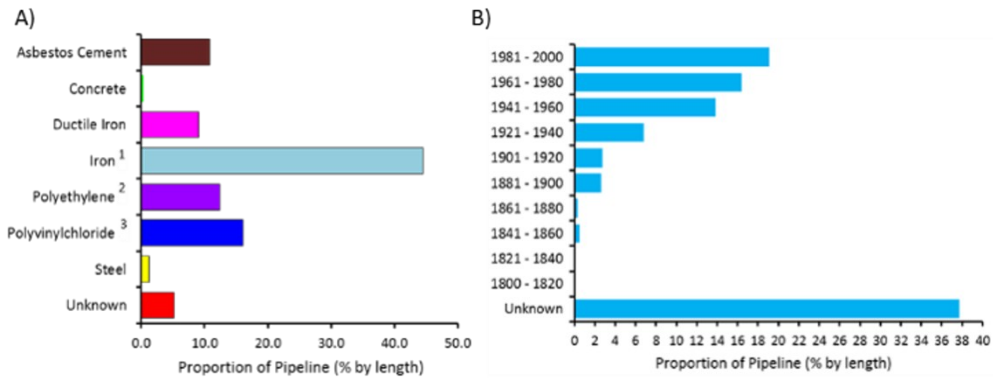 A)
Asbestos Cement
Concrete
Ductile Iron
Iron 1
Polyethylene 2
Polyvinylchloride 3
Steel
Unknown
0.0 10.0 20.0 30.0 40.0 50.0
Proportion of Pipeline (% by length)
B)
1981 - 2000
1961 - 1980
1941 - 1960
1921 - 1940
1901 - 1920
1881 - 1900
1861 - 1880
1841 - 1860
1821 - 1840
1800 - 1820
Unknown
0 2 4 6 8 10 12 14 16 18 20 22 24 26 28 30 32 34 36 38 40
Proportion of Pipeline (% by length)